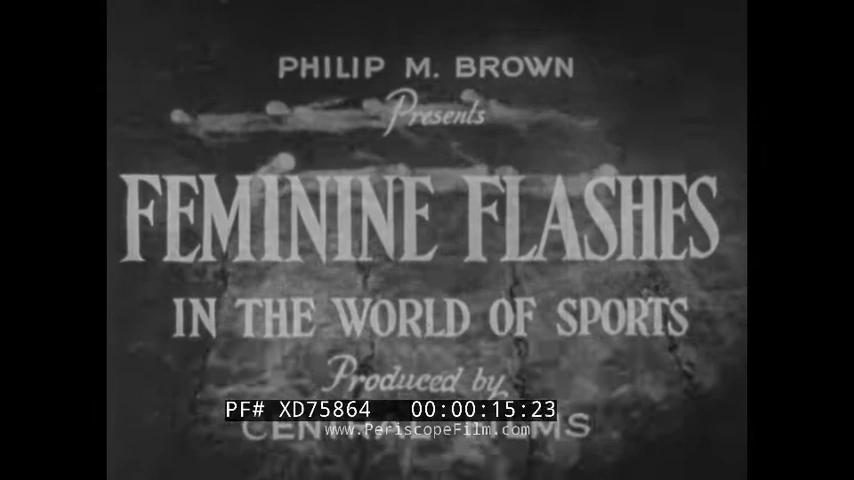 PHILIP M. BROWN
Presents
FEMININE FLASHES
IN THE WORLD OF SPORTS
Produced by
PF# XD75864 00:00:15:23
www.PeriscopeFilm.com